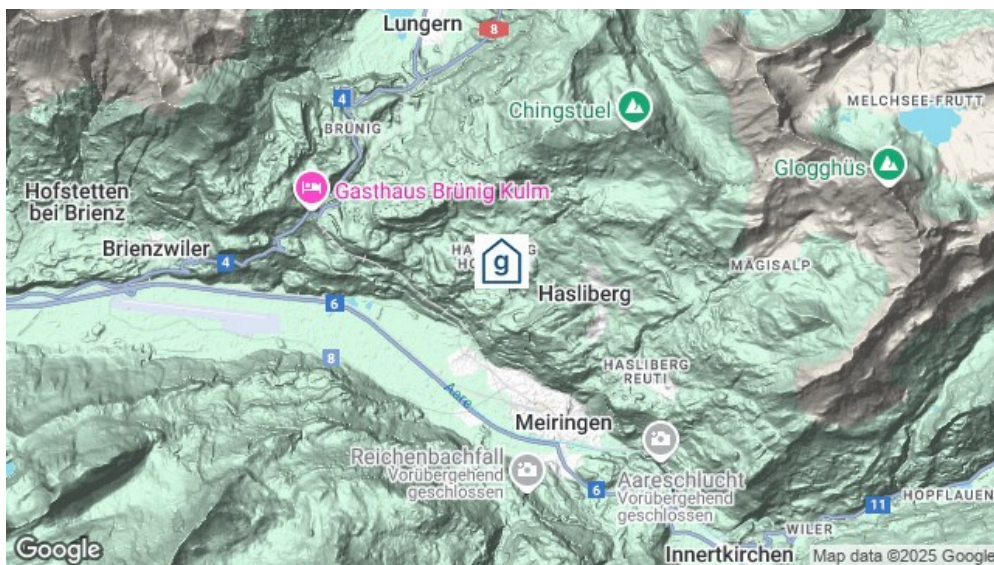 Lungern
8
4
BRÜNIG
Chingstuel
MELCHSEE-FRUTT
Glogghüs
Hofstetten
bei Brienz
Gasthaus Brünig Kulm
Brienzwiler
4
g
Hasliberg
MÄGISALP
6
8
HASLIBERG
REUTI
Aare
Meiringen
Reichenbachfall
Vorübergehend
geschlossen
Aareschlucht
Vorübergehend
geschlossen
6
11
HOPFLAUEN
WILER
Innertkirchen
Google
Map data ©2025 Google